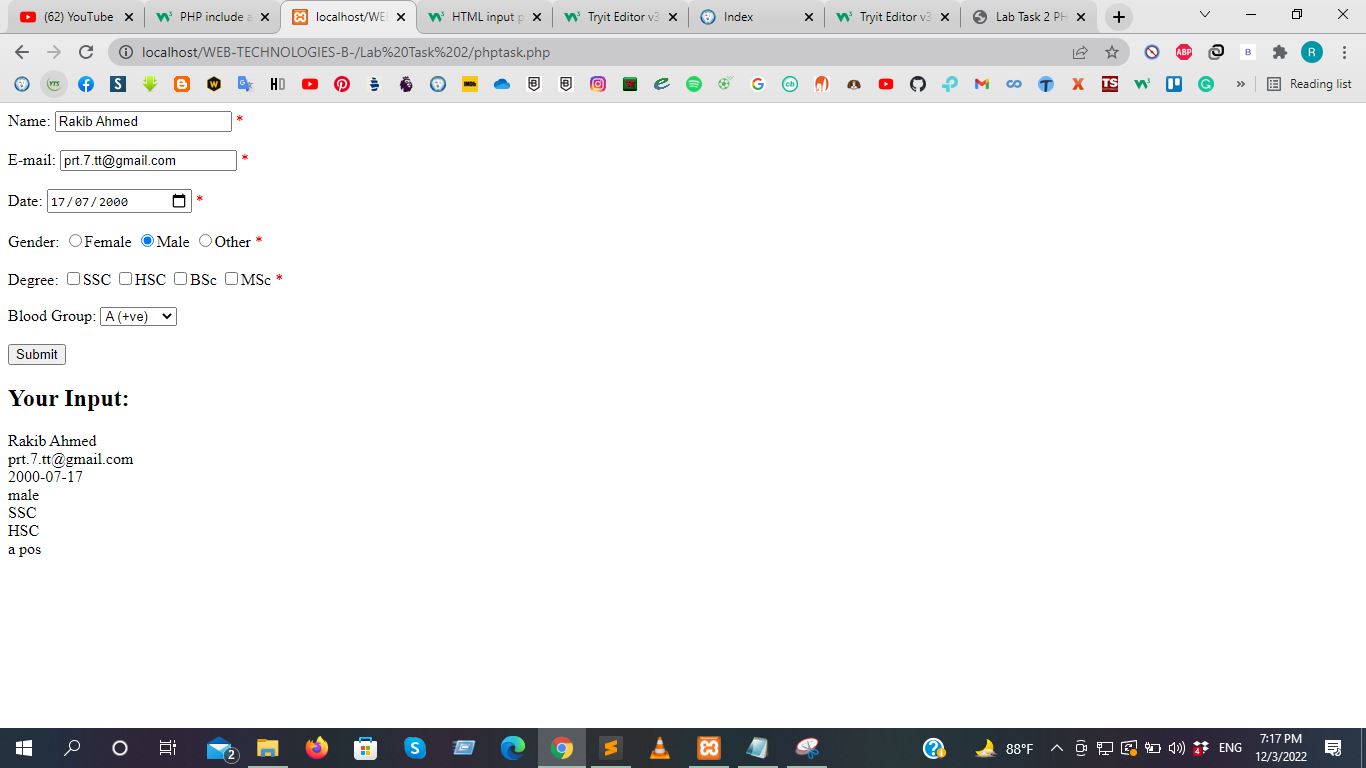 (62) YouTube PHP include a localhost/WEB HTML input p Tryit Editor v3 Index Tryit Editor v3 Lab Task 2 PH
localhost/WEB-TECHNOLOGIES-B-/Lab%20Task%202/phptask.php
Reading list
Name: Rakib Ahmed *
E-mail: prt.7.tt@gmail.com *
Date: 17/07/2000 *
Gender: Female Male Other *
Degree: SSC HSC BSc MSc *
Blood Group: A (+ve)
Submit
Your Input:
Rakib Ahmed
prt.7.tt@gmail.com
2000-07-17
male
SSC
HSC
a pos
2 88°F ENG 7:17 PM
12/3/2022